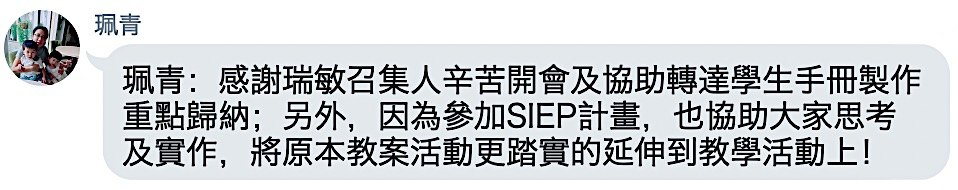 珮青
珮青：感謝瑞敏召集人辛苦開會及協助轉達學生手冊製作
重點歸納；另外，因為參加SIEP計畫，也協助大家思考
及實作，將原本教案活動更踏實的延伸到教學活動上！